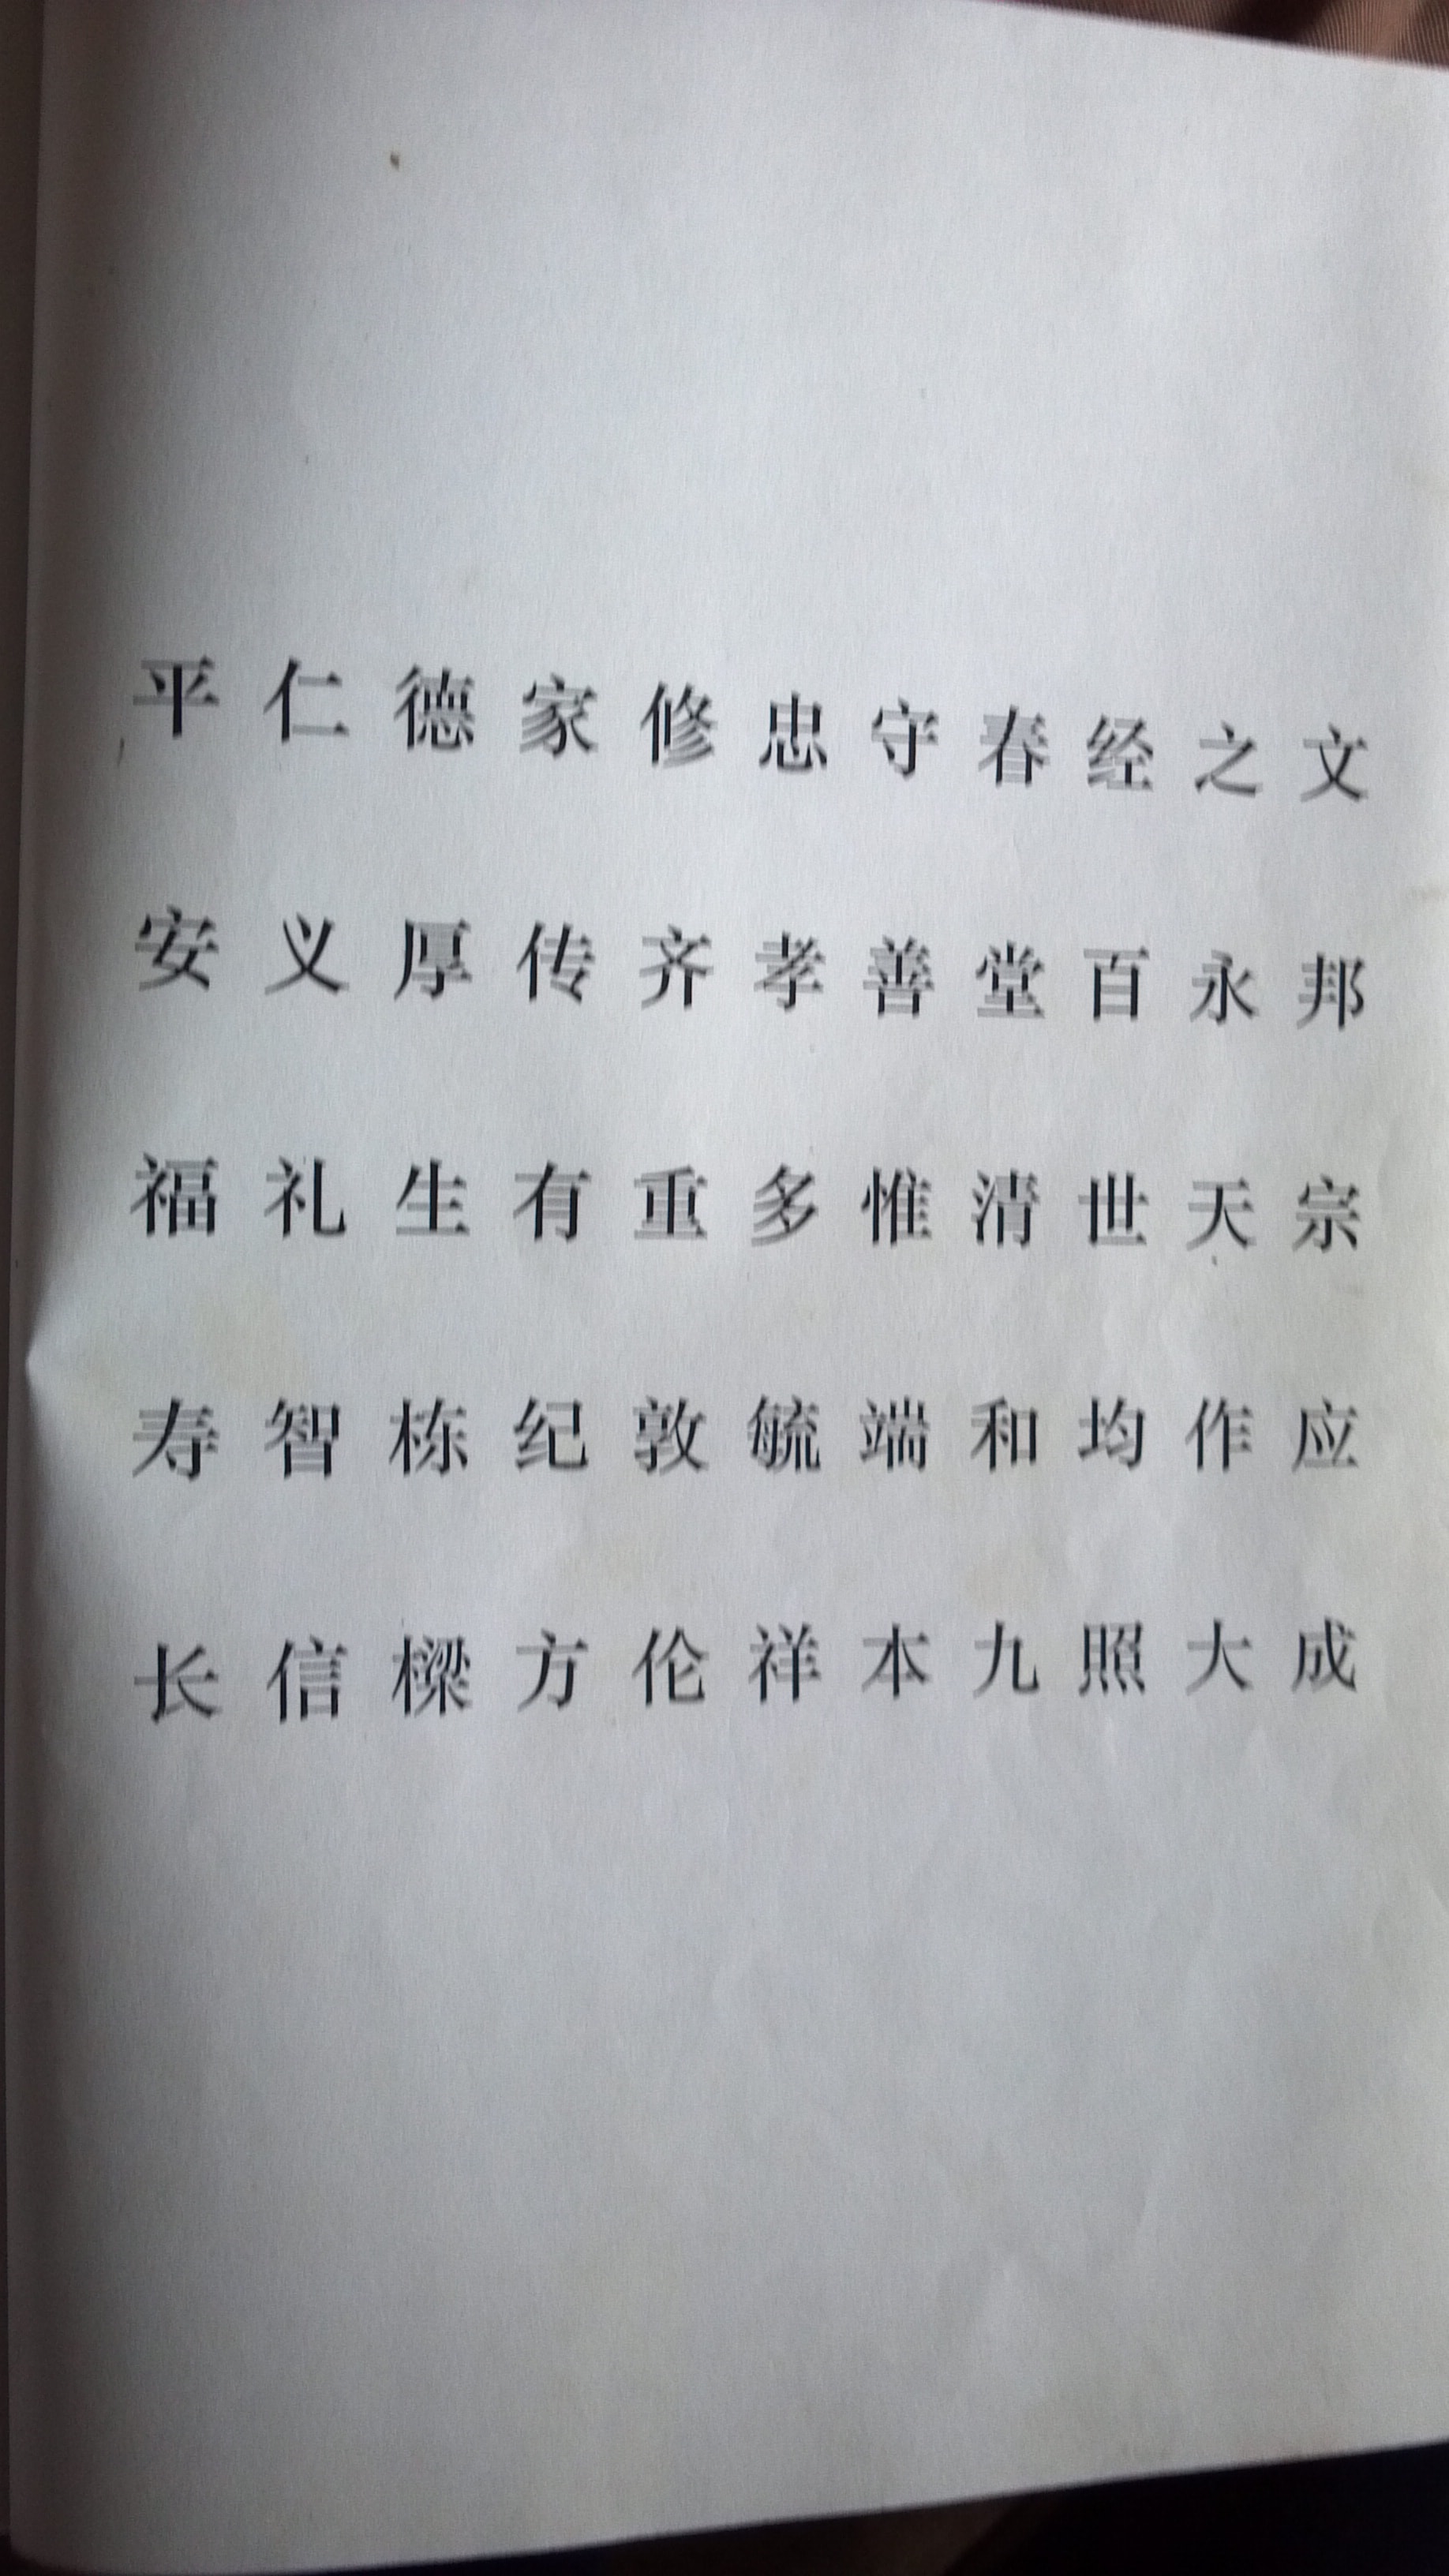 文邦宗应成
之永天作大
经百世均照
春堂清和九
守善惟端本
忠孝多毓祥
修齐重敦伦
家传有纪方
德厚生栋樑
仁义礼智信
平安福寿长